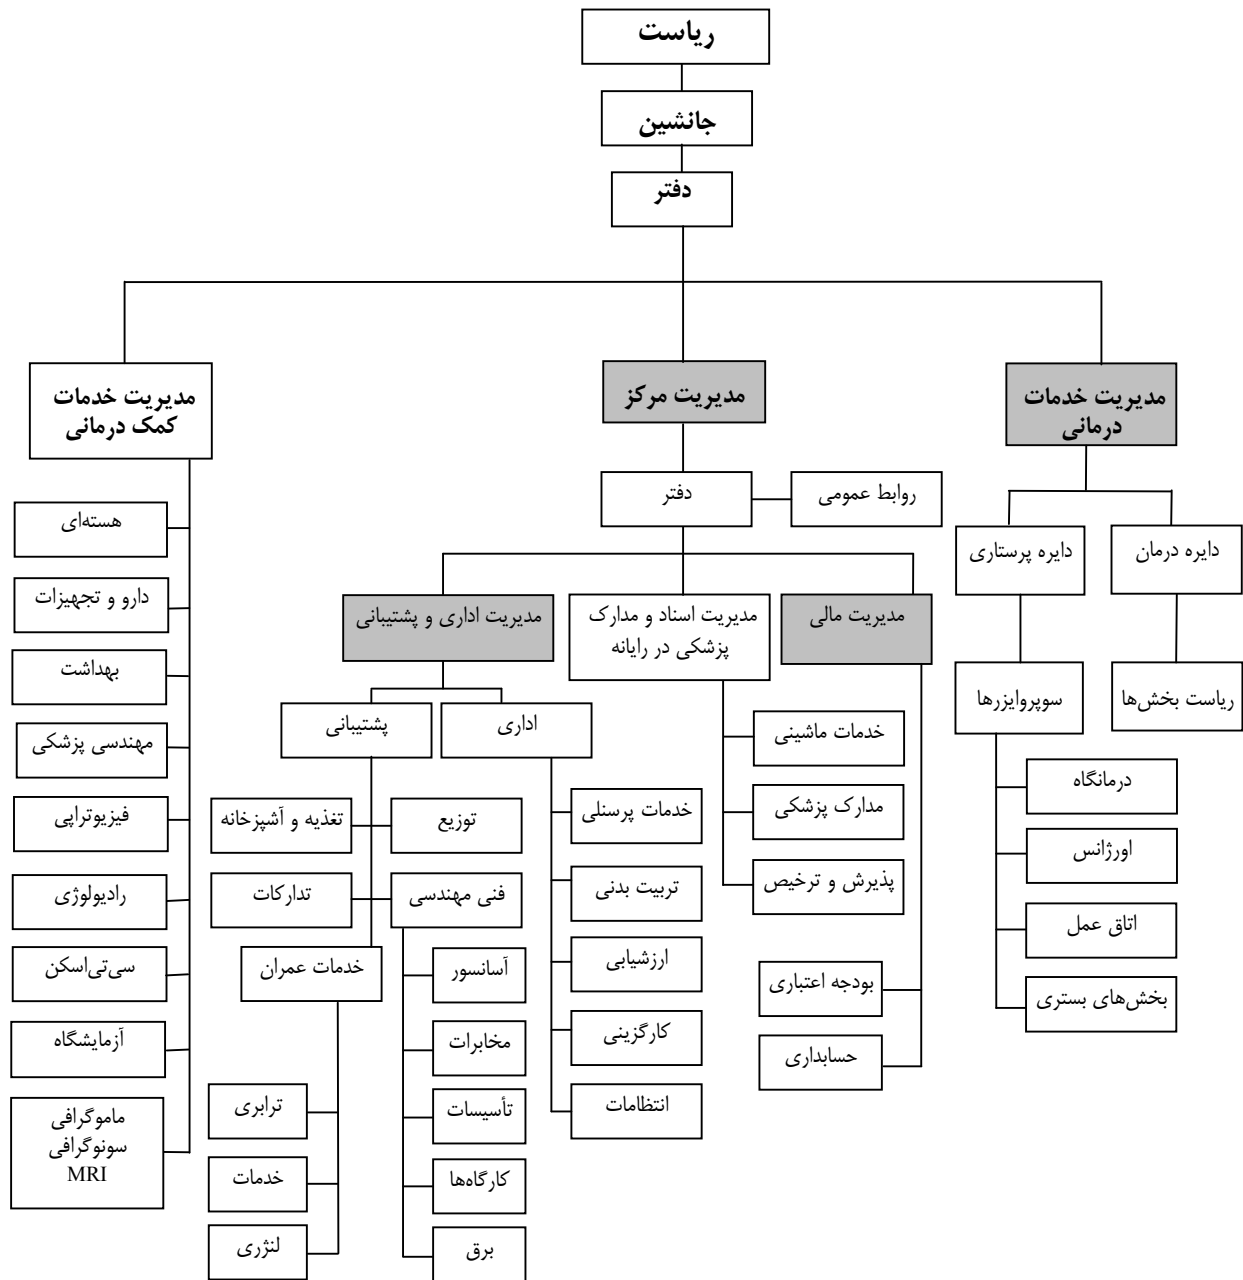 ریاست
جانشین
دفتر
مدیریت خدمات
درمانی
مدیریت مرکز
مدیریت خدمات
کمک درمانی
دفتر
روابط عمومی
دایره درمان
دایره پرستاری
ریاست بخش‌ها
سوپروایزرها
درمانگاه
اورژانس
اتاق عمل
بخش‌های بستری
مدیریت مالی
مدیریت اسناد و مدارک
پزشکی در رایانه
مدیریت اداری و پشتیبانی
بودجه اعتباری
حسابداری
خدمات ماشینی
مدارک پزشکی
پذیرش و ترخیص
اداری
پشتیبانی
خدمات پرسنلی
تربیت بدنی
ارزشیابی
کارگزینی
انتظامات
توزیع
تغذیه و آشپزخانه
فنی مهندسی
تدارکات
خدمات عمران
آسانسور
مخابرات
تأسیسات
کارگاه‌ها
برق
ترابری
خدمات
لنژری
هسته‌ای
دارو و تجهیزات
بهداشت
مهندسی پزشکی
فیزیوتراپی
رادیولوژی
سی‌تی‌اسکن
آزمایشگاه
ماموگرافی
سونوگرافی
MRI